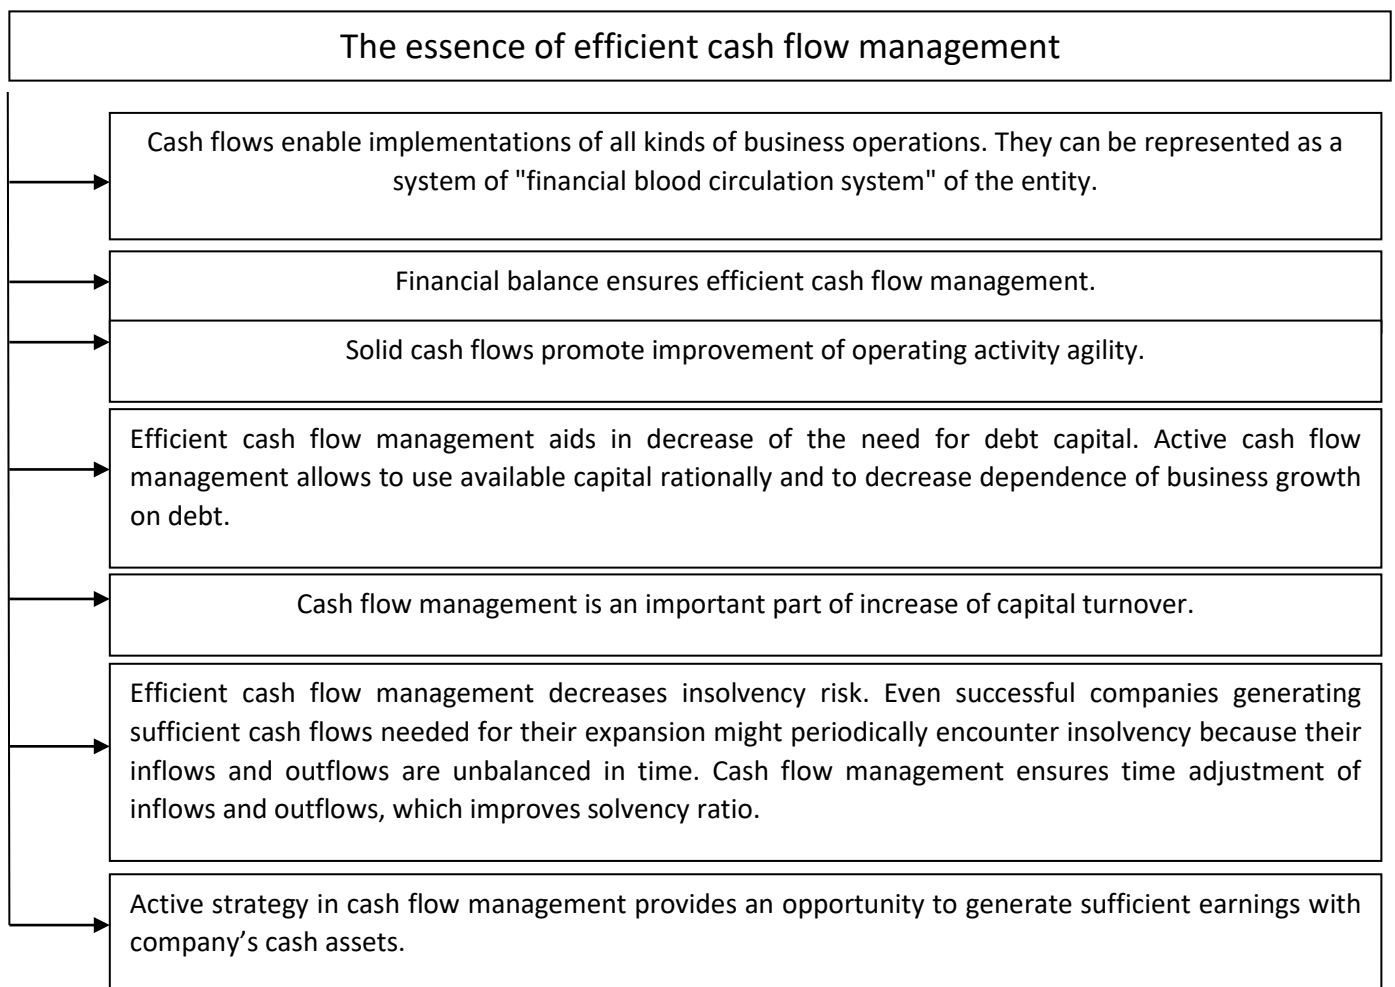 The essence of efficient cash flow management
Cash flows enable implementations of all kinds of business operations. They can be represented as a
system of "financial blood circulation system" of the entity.
Financial balance ensures efficient cash flow management.
Solid cash flows promote improvement of operating activity agility.
Efficient cash flow management aids in decrease of the need for debt capital. Active cash flow
management allows to use available capital rationally and to decrease dependence of business growth
on debt.
Cash flow management is an important part of increase of capital turnover.
Efficient cash flow management decreases insolvency risk. Even successful companies generating
sufficient cash flows needed for their expansion might periodically encounter insolvency because their
inflows and outflows are unbalanced in time. Cash flow management ensures time adjustment of
inflows and outflows, which improves solvency ratio.
Active strategy in cash flow management provides an opportunity to generate sufficient earnings with
company’s cash assets.